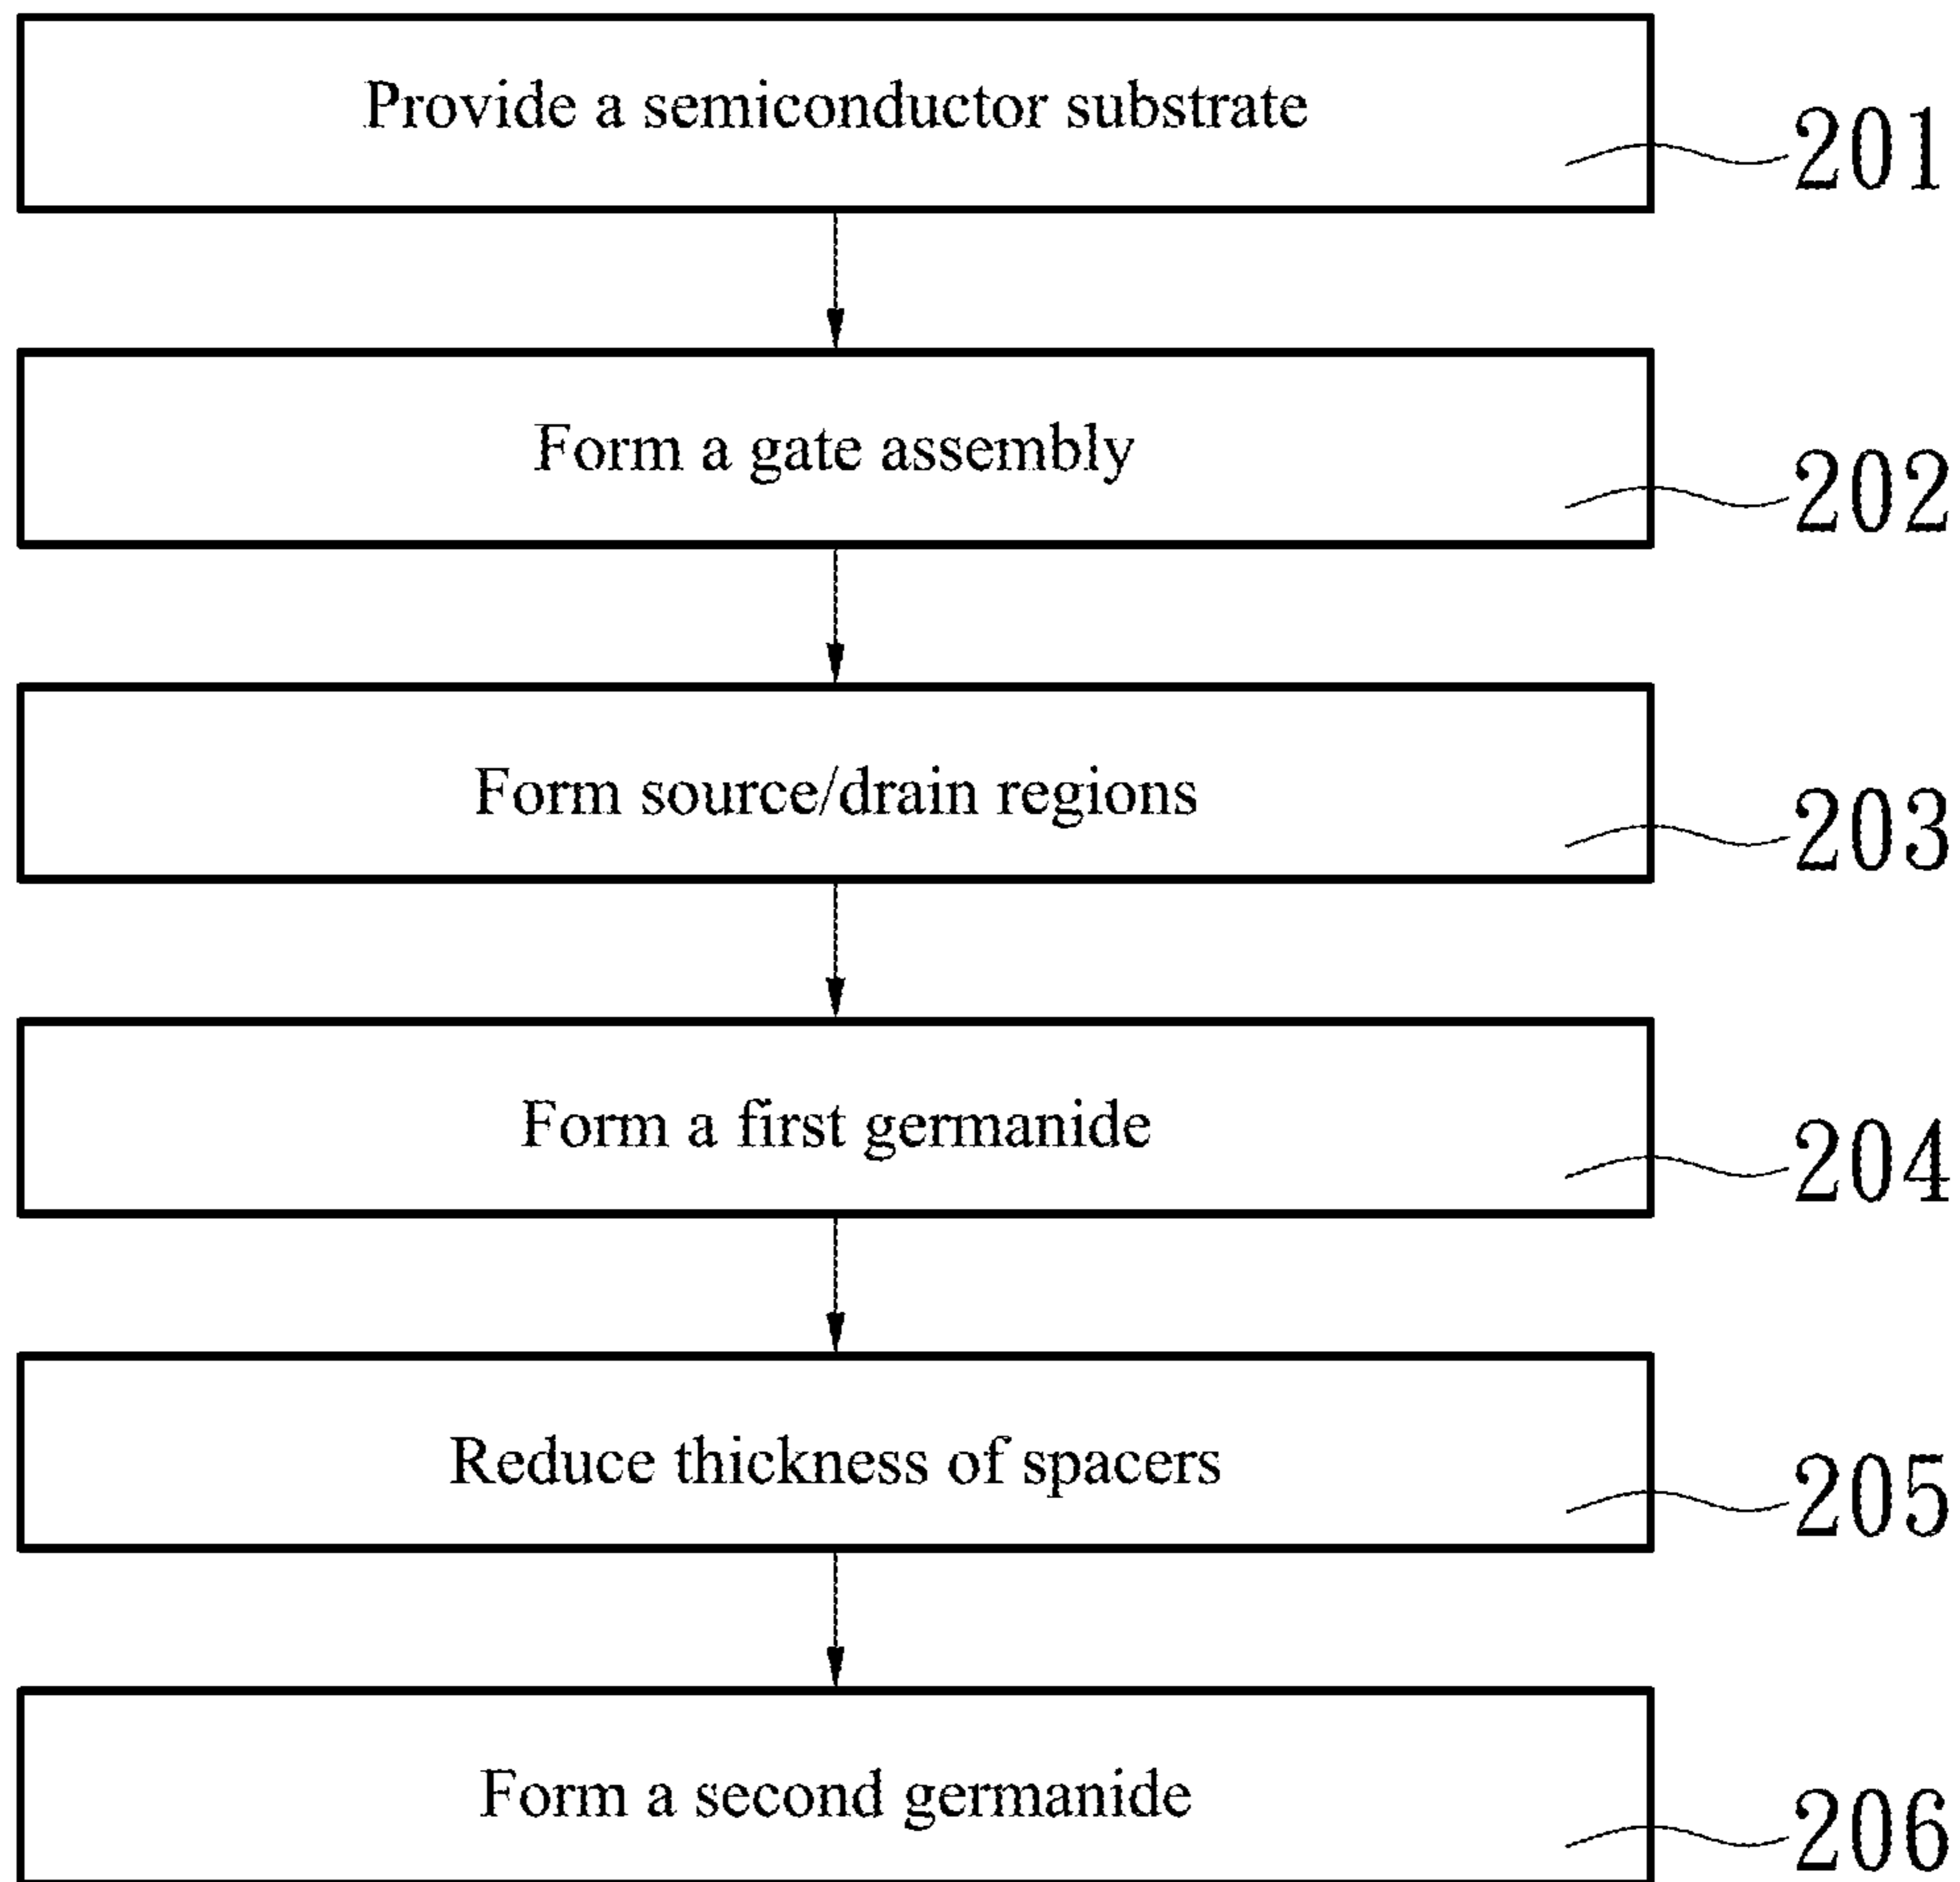 Provide a semiconductor substrate
201
Form a gate assembly
202
Form source/drain regions
203
Form a first germanide
204
Reduce thickness of spacers
205
Form a second germanide
206